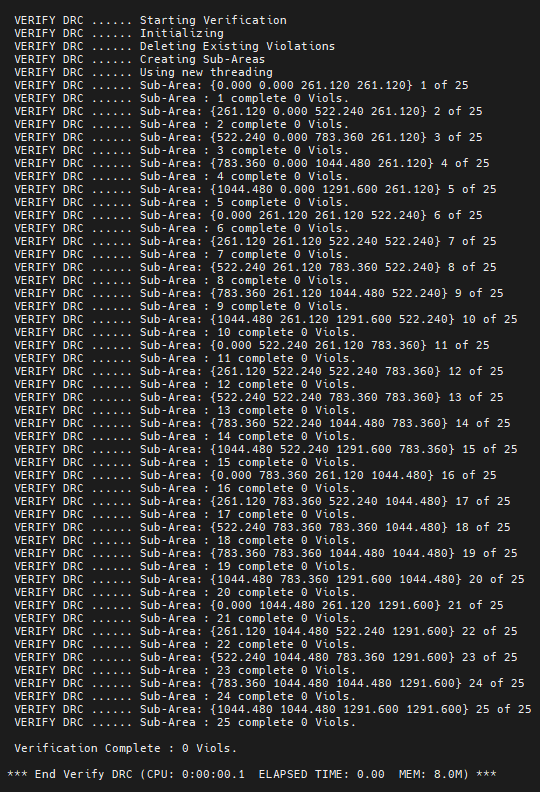 VERIFY DRC ...... Starting Verification
VERIFY DRC ...... Initializing
VERIFY DRC ...... Deleting Existing Violations
VERIFY DRC ...... Creating Sub-Areas
VERIFY DRC ...... Using new threading
VERIFY DRC ...... Sub-Area: {0.000 0.000 261.120 261.120} 1 of 25
VERIFY DRC ...... Sub-Area : 1 complete 0 Viols.
VERIFY DRC ...... Sub-Area: {261.120 0.000 522.240 261.120} 2 of 25
VERIFY DRC ...... Sub-Area : 2 complete 0 Viols.
VERIFY DRC ...... Sub-Area: {522.240 0.000 783.360 261.120} 3 of 25
VERIFY DRC ...... Sub-Area : 3 complete 0 Viols.
VERIFY DRC ...... Sub-Area: {783.360 0.000 1044.480 261.120} 4 of 25
VERIFY DRC ...... Sub-Area : 4 complete 0 Viols.
VERIFY DRC ...... Sub-Area: {1044.480 0.000 1291.600 261.120} 5 of 25
VERIFY DRC ...... Sub-Area : 5 complete 0 Viols.
VERIFY DRC ...... Sub-Area: {0.000 261.120 261.120 522.240} 6 of 25
VERIFY DRC ...... Sub-Area : 6 complete 0 Viols.
VERIFY DRC ...... Sub-Area: {261.120 261.120 522.240 522.240} 7 of 25
VERIFY DRC ...... Sub-Area : 7 complete 0 Viols.
VERIFY DRC ...... Sub-Area: {522.240 261.120 783.360 522.240} 8 of 25
VERIFY DRC ...... Sub-Area : 8 complete 0 Viols.
VERIFY DRC ...... Sub-Area: {783.360 261.120 1044.480 522.240} 9 of 25
VERIFY DRC ...... Sub-Area : 9 complete 0 Viols.
VERIFY DRC ...... Sub-Area: {1044.480 261.120 1291.600 522.240} 10 of 25
VERIFY DRC ...... Sub-Area : 10 complete 0 Viols.
VERIFY DRC ...... Sub-Area: {0.000 522.240 261.120 783.360} 11 of 25
VERIFY DRC ...... Sub-Area : 11 complete 0 Viols.
VERIFY DRC ...... Sub-Area: {261.120 522.240 522.240 783.360} 12 of 25
VERIFY DRC ...... Sub-Area : 12 complete 0 Viols.
VERIFY DRC ...... Sub-Area: {522.240 522.240 783.360 783.360} 13 of 25
VERIFY DRC ...... Sub-Area : 13 complete 0 Viols.
VERIFY DRC ...... Sub-Area: {783.360 522.240 1044.480 783.360} 14 of 25
VERIFY DRC ...... Sub-Area : 14 complete 0 Viols.
VERIFY DRC ...... Sub-Area: {1044.480 522.240 1291.600 783.360} 15 of 25
VERIFY DRC ...... Sub-Area : 15 complete 0 Viols.
VERIFY DRC ...... Sub-Area: {0.000 783.360 261.120 1044.480} 16 of 25
VERIFY DRC ...... Sub-Area : 16 complete 0 Viols.
VERIFY DRC ...... Sub-Area: {261.120 783.360 522.240 1044.480} 17 of 25
VERIFY DRC ...... Sub-Area : 17 complete 0 Viols.
VERIFY DRC ...... Sub-Area: {522.240 783.360 783.360 1044.480} 18 of 25
VERIFY DRC ...... Sub-Area : 18 complete 0 Viols.
VERIFY DRC ...... Sub-Area: {783.360 783.360 1044.480 1044.480} 19 of 25
VERIFY DRC ...... Sub-Area : 19 complete 0 Viols.
VERIFY DRC ...... Sub-Area: {1044.480 783.360 1291.600 1044.480} 20 of 25
VERIFY DRC ...... Sub-Area : 20 complete 0 Viols.
VERIFY DRC ...... Sub-Area: {0.000 1044.480 261.120 1291.600} 21 of 25
VERIFY DRC ...... Sub-Area : 21 complete 0 Viols.
VERIFY DRC ...... Sub-Area: {261.120 1044.480 522.240 1291.600} 22 of 25
VERIFY DRC ...... Sub-Area : 22 complete 0 Viols.
VERIFY DRC ...... Sub-Area: {522.240 1044.480 783.360 1291.600} 23 of 25
VERIFY DRC ...... Sub-Area : 23 complete 0 Viols.
VERIFY DRC ...... Sub-Area: {783.360 1044.480 1044.480 1291.600} 24 of 25
VERIFY DRC ...... Sub-Area : 24 complete 0 Viols.
VERIFY DRC ...... Sub-Area: {1044.480 1044.480 1291.600 1291.600} 25 of 25
VERIFY DRC ...... Sub-Area : 25 complete 0 Viols.
Verification Complete : 0 Viols.
*** End Verify DRC (CPU: 0:00:00.1  ELAPSED TIME: 0.00  MEM: 8.0M) ***